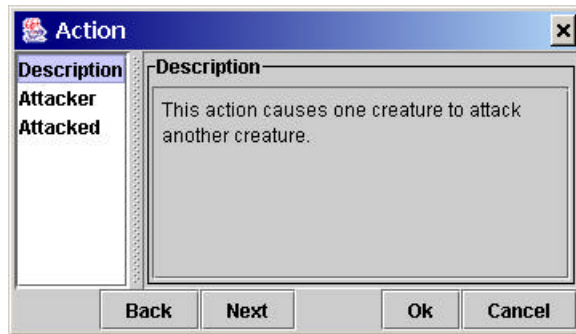 Action
Description
Attacker
Attacked
Description
This action causes one creature to attack
another creature.
Back Next Ok Cancel